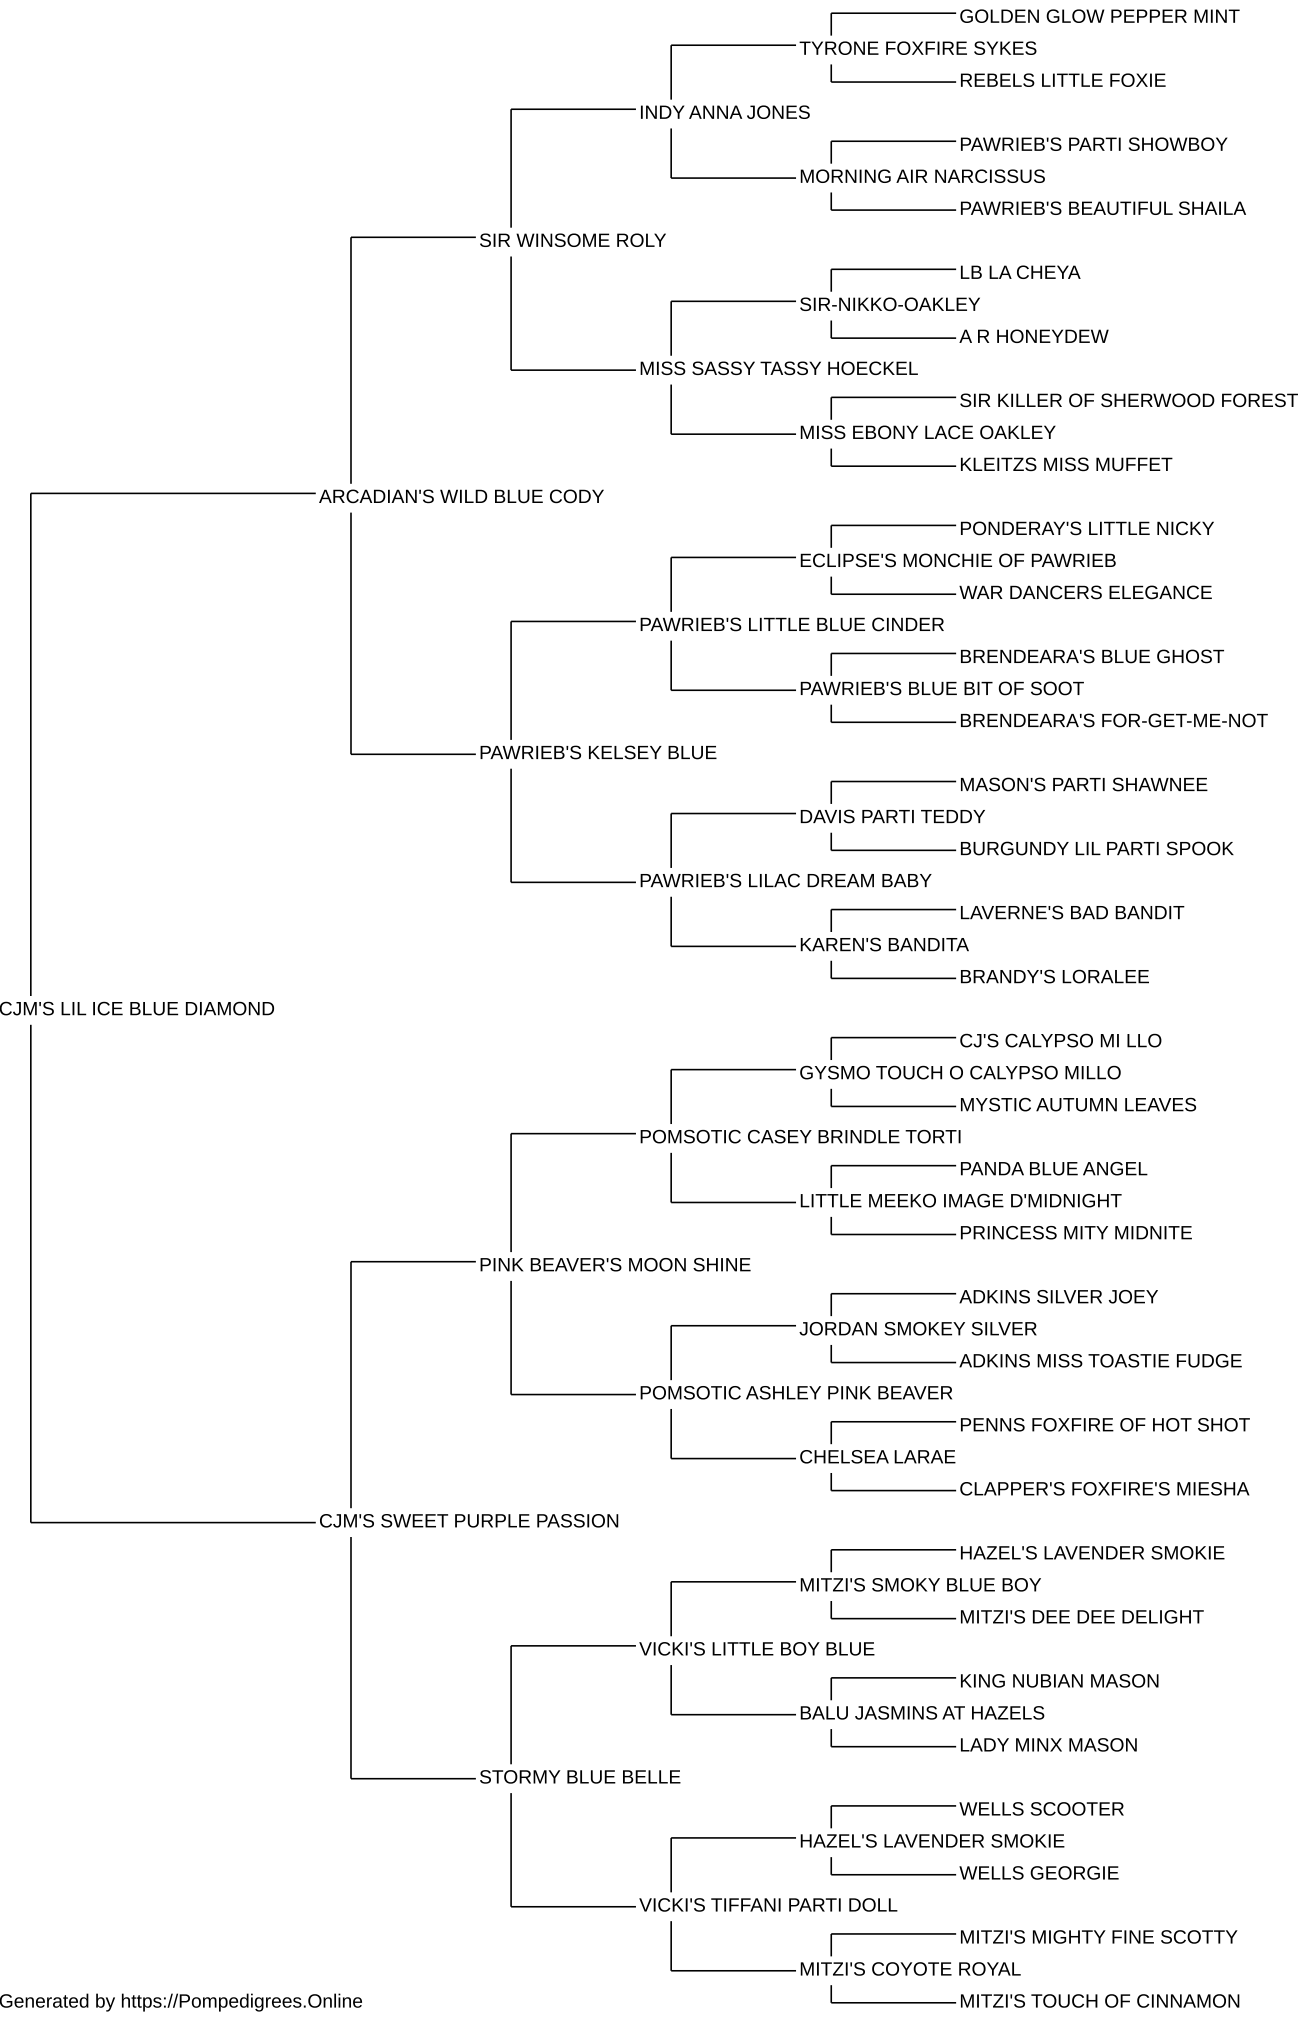 GOLDEN GLOW PEPPER MINT
TYRONE FOXFIRE SYKES
REBELS LITTLE FOXIE
INDY ANNA JONES
PAWRIEB'S PARTI SHOWBOY
MORNING AIR NARCISSUS
PAWRIEB'S BEAUTIFUL SHAILA
SIR WINSOME ROLY
LB LA CHEYA
SIR-NIKKO-OAKLEY
A R HONEYDEW
MISS SASSY TASSY HOECKEL
SIR KILLER OF SHERWOOD FOREST
MISS EBONY LACE OAKLEY
KLEITZS MISS MUFFET
ARCADIAN'S WILD BLUE CODY
PONDERAY'S LITTLE NICKY
ECLIPSE'S MONCHIE OF PAWRIEB
WAR DANCERS ELEGANCE
PAWRIEB'S LITTLE BLUE CINDER
BRENDEARA'S BLUE GHOST
PAWRIEB'S BLUE BIT OF SOOT
BRENDEARA'S FOR-GET-ME-NOT
PAWRIEB'S KELSEY BLUE
MASON'S PARTI SHAWNEE
DAVIS PARTI TEDDY
BURGUNDY LIL PARTI SPOOK
PAWRIEB'S LILAC DREAM BABY
LAVERNE'S BAD BANDIT
KAREN'S BANDITA
BRANDY'S LORALEE
CJM'S LIL ICE BLUE DIAMOND
CJ'S CALYPSO MI LLO
GYSMO TOUCH O CALYPSO MILLO
MYSTIC AUTUMN LEAVES
POMSOTIC CASEY BRINDLE TORTI
PANDA BLUE ANGEL
LITTLE MEEKO IMAGE D'MIDNIGHT
PRINCESS MITY MIDNITE
PINK BEAVER'S MOON SHINE
ADKINS SILVER JOEY
JORDAN SMOKEY SILVER
ADKINS MISS TOASTIE FUDGE
POMSOTIC ASHLEY PINK BEAVER
PENNS FOXFIRE OF HOT SHOT
CHELSEA LARAE
CLAPPER'S FOXFIRE'S MIESHA
CJM'S SWEET PURPLE PASSION
HAZEL'S LAVENDER SMOKIE
MITZI'S SMOKY BLUE BOY
MITZI'S DEE DEE DELIGHT
VICKI'S LITTLE BOY BLUE
KING NUBIAN MASON
BALU JASMINS AT HAZELS
LADY MINX MASON
STORMY BLUE BELLE
WELLS SCOOTER
HAZEL'S LAVENDER SMOKIE
WELLS GEORGIE
VICKI'S TIFFANI PARTI DOLL
MITZI'S MIGHTY FINE SCOTTY
MITZI'S COYOTE ROYAL
MITZI'S TOUCH OF CINNAMON
Generated by https://Pompedigrees.Online